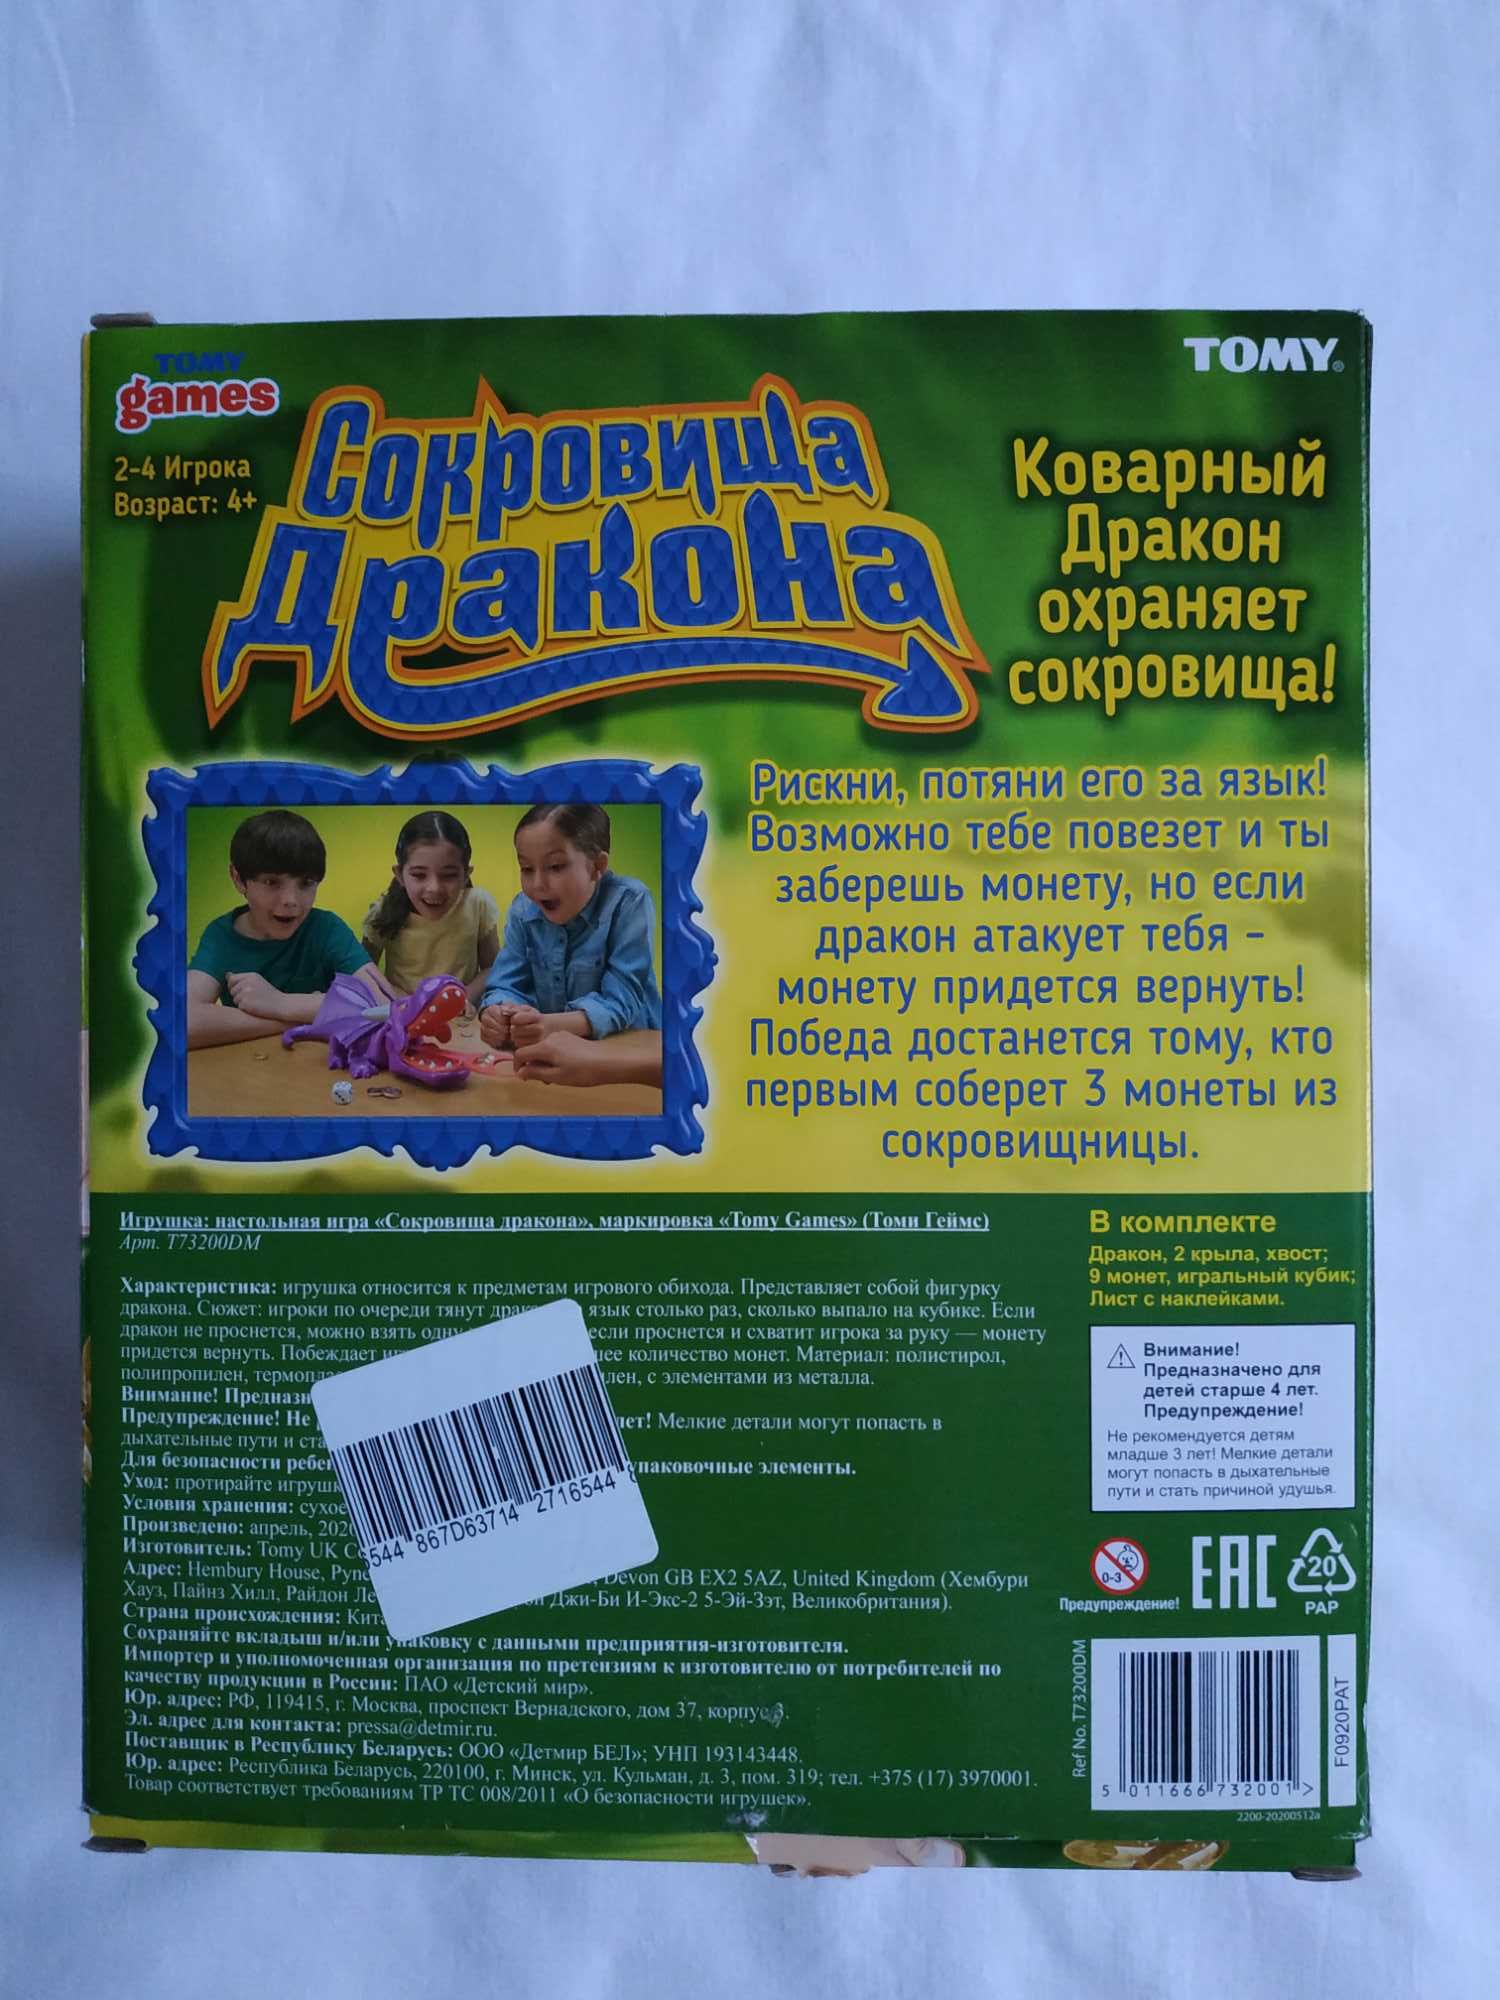 TOMY
games
2-4 Игрока
Возраст: 4+
Сокровища
Дракона
TOMY
Коварный
Дракон
охраняет
сокровища!
Рискни, потяни его за язык!
Возможно тебе повезет и ты
заберешь монету, но если
дракон атакует тебя –
монету придется вернуть!
Победа достанется тому, кто
первым соберет 3 монеты из
сокровищницы.
Игрушка: настольная игра «Сокровища дракона», маркировка «Tomy Games» (Томи Геймс)
Арт. T73200DM
Характеристика: игрушка относится к предметам игрового обихода. Представляет собой фигурку
дракона. Сюжет: игроки по очереди тянут язык столько раз, сколько выпало на кубике. Если
дракон не проснется, можно взять если проснется и схватит игрока за руку — монету
придется вернуть. Побеждает количество монет. Материал: полистирол,
полипропилен, с элементами из металла.
Внимание!
Предупреждение! Не лет! Мелкие детали могут попасть в
дыхательные пути и
Для безопасности упаковочные элементы.
Уход: протирайте
Условия хранения:
Произведено: апрель,
Изготовитель: Tomy UK
Адрес: Hembury House, Devon GB EX2 5AZ, United Kingdom (Хембури
Хауз, Пайнз Хилл, Райдон Джи-Би И-Экс-2 5-Эй-Зэт, Великобритания).
Страна происхождения:
Сохраняйте вкладыш и/или упаковку с данными предприятия-изготовителя.
Импортер и уполномоченная организация по претензиям к изготовителю от потребителей по
качеству продукции в России: ПАО «Детский мир».
Юр. адрес: РФ, 119415, г. Москва, проспект Вернадского, дом 37, корпус 3.
Эл. адрес для контакта: pressa@detmir.ru.
Поставщик в Республику Беларусь: ООО «Детмир БЕЛ»; УНП 193143448.
Юр. адрес: Республика Беларусь, 220100, г. Минск, ул. Кульман, д. 3, пом. 319; тел. +375 (17) 3970001.
Товар соответствует требованиям ТР ТС 008/2011 «О безопасности игрушек».
6544 867D63714 2716544
В комплекте
Дракон, 2 крыла, хвост;
9 монет, игральный кубик;
Лист с наклейками.
Внимание!
Предназначено для
детей старше 4 лет.
Предупреждение!
Не рекомендуется детям
младше 3 лет! Мелкие детали
могут попасть в дыхательные
пути и стать причиной удушья.
0-3
Предупреждение!
EAC
20
PAP
Ref No. T73200DM
5 011666 732001 >
F0920PAT
2200-20200512a